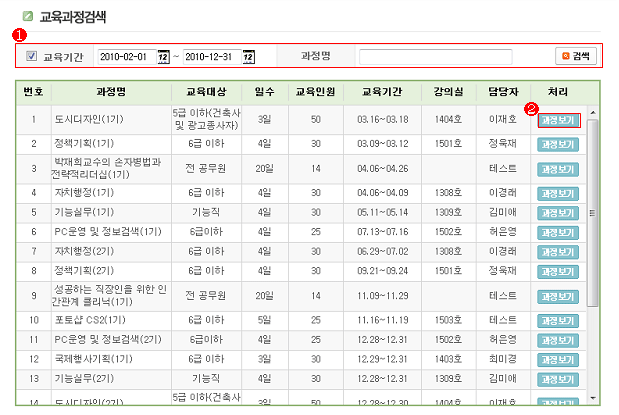 교육과정검색
1
교육기간 2010-02-01 12 ~ 2010-12-31 12 과정명 검색
번호 과정명 교육대상 일수 교육인원 교육기간 강의실 담당자 처리
2
1 도시디자인(1기) 5급 이하(건축사 및 광고종사자) 3일 50 03.16~03.18 1404호 이재호 과정보기
2 정책기획(1기) 6급 이하 4일 30 03.09~03.12 1501호 정욱재 과정보기
3 박재희교수의 손자병법과 전략적리더십(1기) 전 공무원 20일 14 04.06~04.26 테스트 과정보기
4 자치행정(1기) 6급 이하 4일 30 04.06~04.09 1308호 이경래 과정보기
5 기능실무(1기) 기능직 4일 30 05.11~05.14 1309호 김미애 과정보기
6 PC운영 및 정보검색(1기) 6급이하 4일 25 07.13~07.16 1502호 허은영 과정보기
7 자치행정(2기) 6급 이하 4일 30 06.29~07.02 1308호 이경래 과정보기
8 정책기획(2기) 6급 이하 4일 30 09.21~09.24 1501호 정욱재 과정보기
9 성공하는 직장인을 위한 인간관계 클리닉(1기) 전 공무원 20일 14 11.09~11.29 테스트 과정보기
10 포토샵 CS2(1기) 6급 이하 5일 25 11.16~11.19 1503호 테스트 과정보기
11 PC운영 및 정보검색(2기) 6급이하 4일 25 12.28~12.31 1502호 허은영 과정보기
12 국제행사기획(1기) 6급 이하 3일 30 12.29~12.31 1403호 최미경 과정보기
13 기능실무(2기) 기능직 4일 30 12.28~12.31 1309호 김미애 과정보기
14 도시디자인(2기) 5급 이하(건축사 3일 50 12.28~12.30 1404호 이재호